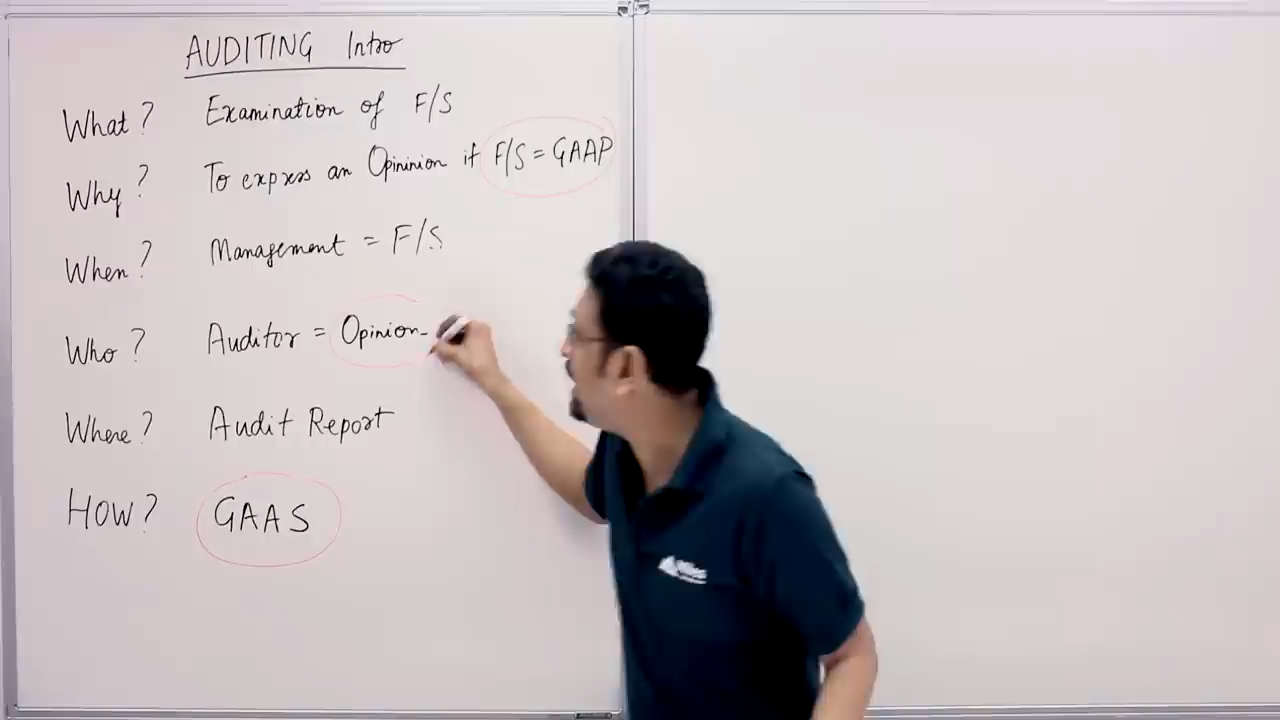 AUDITING Intro
What? Examination of F/S
Why? To express an Opininion if F/S = GAAP
When? Management = F/S
Who? Auditor = Opinion-
Where? Audit Report
HOW? GAAS